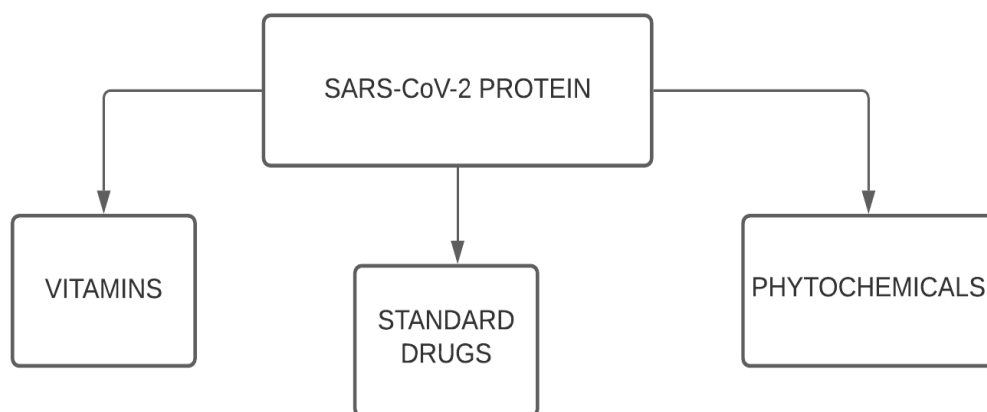 SARS-CoV-2 PROTEIN
VITAMINS
STANDARD
DRUGS
PHYTOCHEMICALS